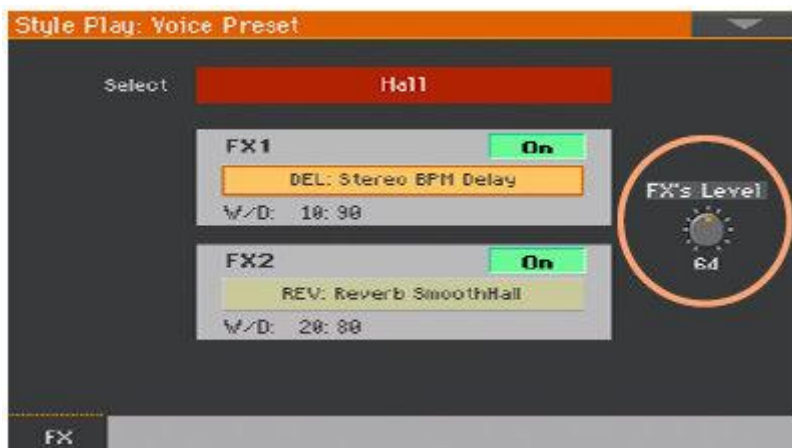 Style Play: Voice Preset
Select Hall
FX1 On
DEL: Stereo BPM Delay
W/D: 10:90
FX's Level
64
FX2 On
REV: Reverb SmoothHall
W/D: 20:80
FX